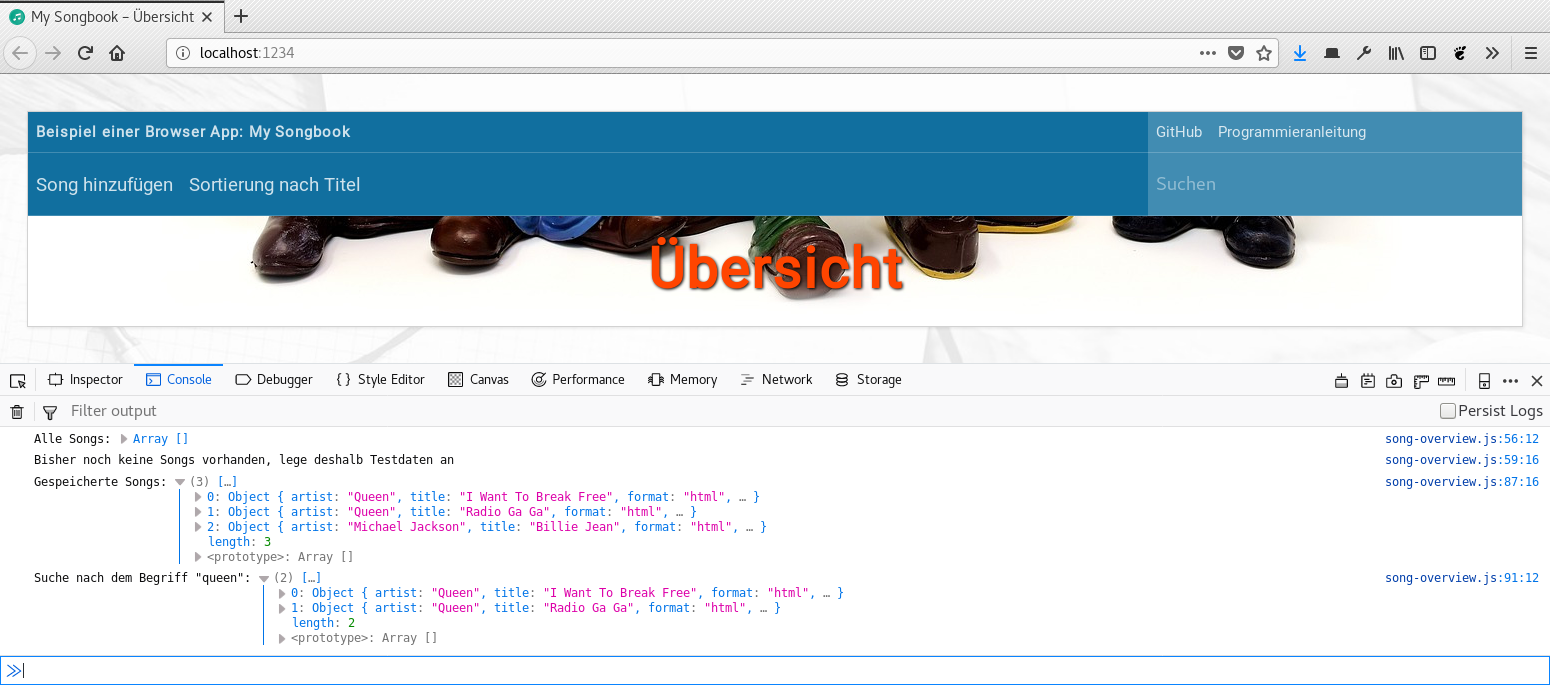 My Songbook – Übersicht
localhost:1234
Beispiel einer Browser App: My Songbook
GitHub Programmieranleitung
Song hinzufügen Sortierung nach Titel
Suchen
Übersicht
Inspector Console Debugger { } Style Editor Canvas Performance Memory Network Storage
Filter output
Persist Logs
Alle Songs: Array [] song-overview.js:56:12
Bisher noch keine Songs vorhanden, lege deshalb Testdaten an song-overview.js:59:16
Gespeicherte Songs: (3) […] song-overview.js:87:16
0: Object { artist: "Queen", title: "I Want To Break Free", format: "html", … }
1: Object { artist: "Queen", title: "Radio Ga Ga", format: "html", … }
2: Object { artist: "Michael Jackson", title: "Billie Jean", format: "html", … }
length: 3
<prototype>: Array []
Suche nach dem Begriff "queen": (2) […] song-overview.js:91:12
0: Object { artist: "Queen", title: "I Want To Break Free", format: "html", … }
1: Object { artist: "Queen", title: "Radio Ga Ga", format: "html", … }
length: 2
<prototype>: Array []